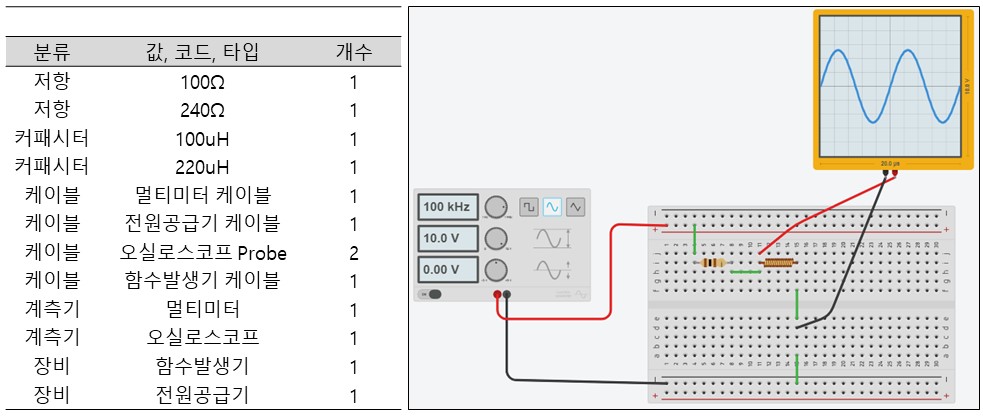 분류 값, 코드, 타입 개수
저항 100Ω 1
저항 240Ω 1
커패시터 100uH 1
커패시터 220uH 1
케이블 멀티미터 케이블 1
케이블 전원공급기 케이블 1
케이블 오실로스코프 Probe 2
케이블 함수발생기 케이블 1
계측기 멀티미터 1
계측기 오실로스코프 1
장비 함수발생기 1
장비 전원공급기 1
100 kHz
10.0 V
0.00 V
20.0 µs